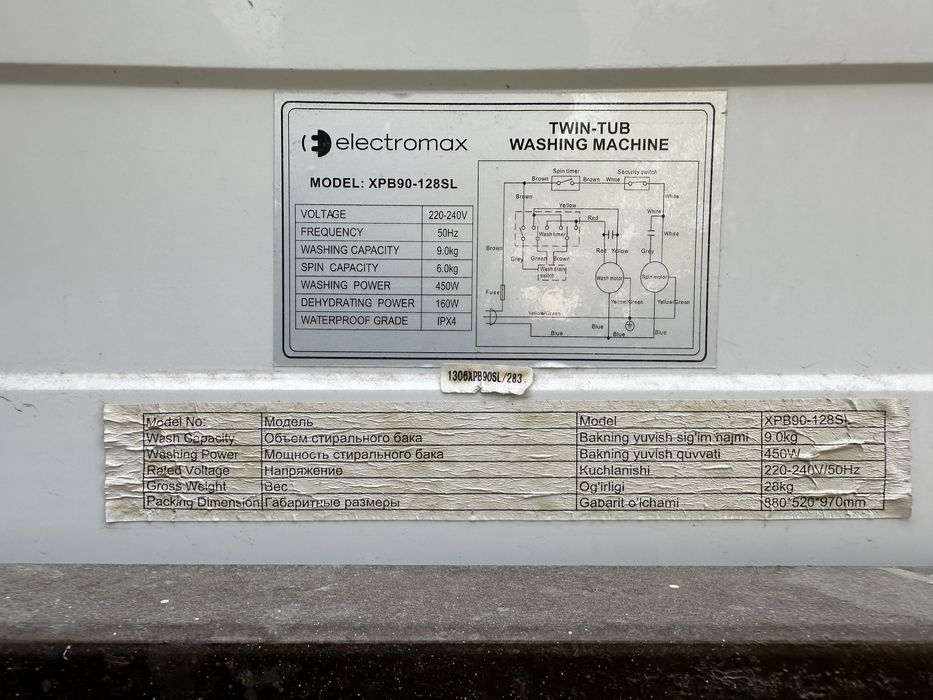 electromax
MODEL: XPB90-128SL
VOLTAGE 220-240V
FREQUENCY 50Hz
WASHING CAPACITY 9.0kg
SPIN CAPACITY 6.0kg
WASHING POWER 450W
DEHYDRATING POWER 160W
WATERPROOF GRADE IPX4
TWIN-TUB
WASHING MACHINE
Spin timer
Security switch
Brown Brown White
White
Brown
Yellow
White
Red
White
Wash timer
Brown
Red Yellow
Grey
Grey Green Brown
Wash drain
switch
Wash motor
Spin motor
Fuse
Yellow/Green
Yellow/Green
Yellow/Green
Blue
Blue
Blue
Blue
1306XPB90SL/283
Model No: Модель Model XPB90-128SL
Wash Capacity Объем стирального бака Bakning yuvish sig'im hajmi 9.0kg
Washing Power Мощность стирального бака Bakning yuvish quvvati 450W
Rated Voltage Напряжение Kuchlanishi 220-240V/50Hz
Gross Weight Вес Og'irligi 28kg
Packing Dimension Габаритные размеры Gabarit o'lchami 880*520*970mm